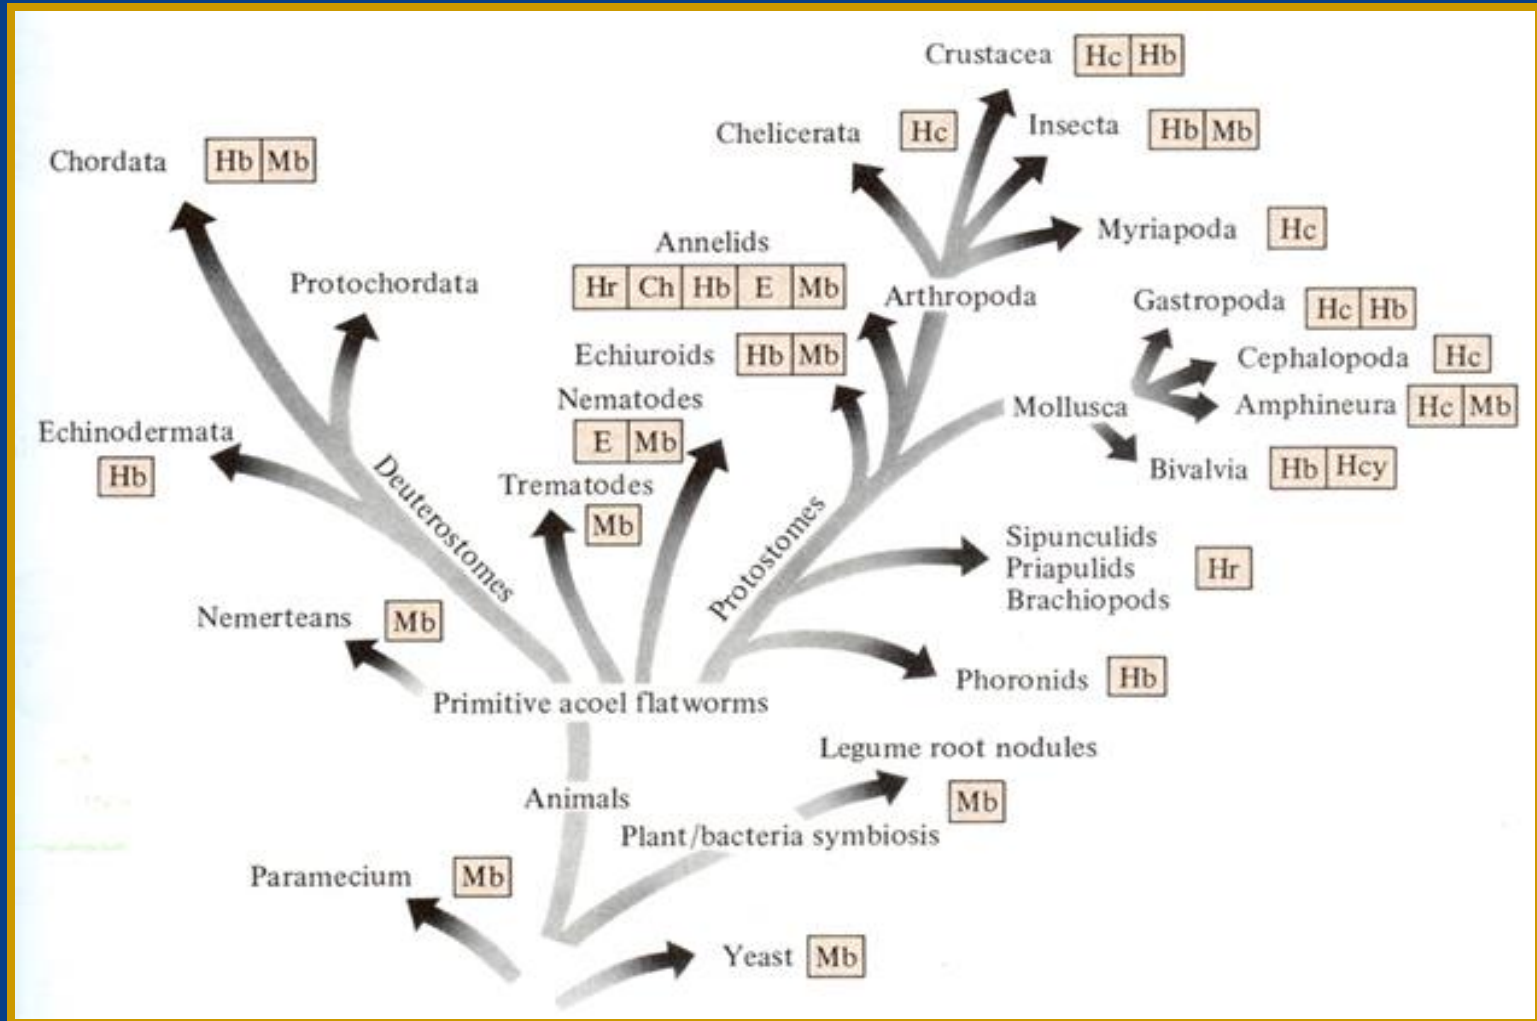 Crustacea Hc Hb
Chelicerata Hc
Insecta Hb Mb
Chordata Hb Mb
Myriapoda Hc
Annelids
Hr Ch Hb E Mb
Protochordata
Arthropoda
Gastropoda Hc Hb
Echiuroids Hb Mb
Cephalopoda Hc
Nematodes
E Mb
Mollusca
Amphineura Hc Mb
Echinodermata
Hb
Bivalvia Hb Hcy
Deuterostomes
Trematodes
Mb
Protostomes
Sipunculids
Priapulids Hr
Brachiopods
Nemerteans Mb
Phoronids Hb
Primitive acoel flatworms
Legume root nodules
Mb
Animals
Plant/bacteria symbiosis
Paramecium Mb
Yeast Mb